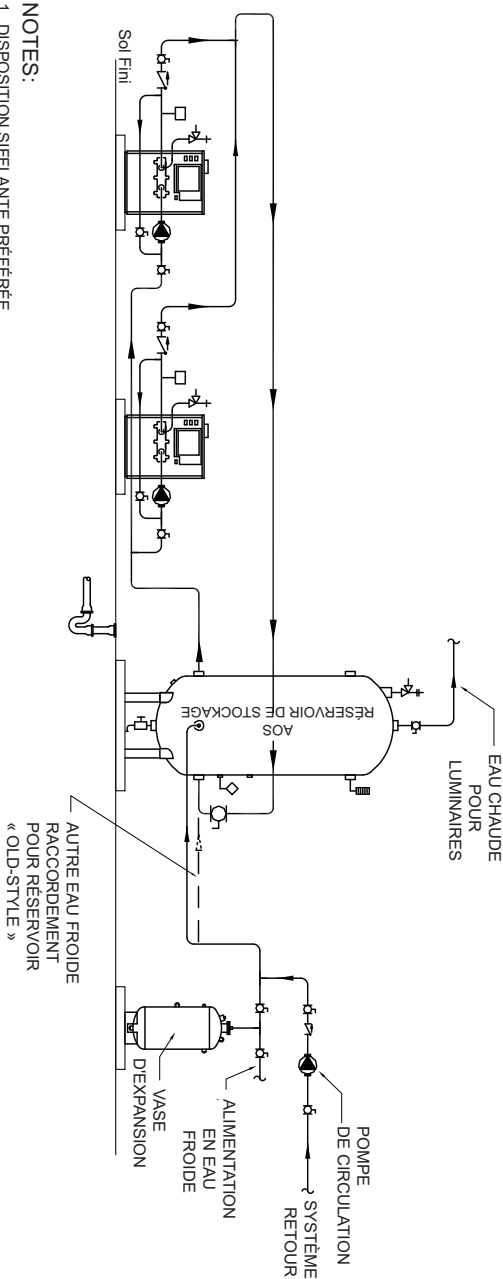 EAU CHAUDE
POUR
LUMINAIRES
POMPE
DE CIRCULATION
SYSTÈME
RETOUR
AOS
RÉSERVOIR DE STOCKAGE
ALIMENTATION
EN EAU
FROIDE
VASE
D'EXPANSION
AUTRE EAU FROIDE
RACCORDEMENT
POUR RÉSERVOIR
« OLD-STYLE »
Sol Fini
NOTES:
1. DISPOSITION SIFFLANTE PRÉFÉRÉE